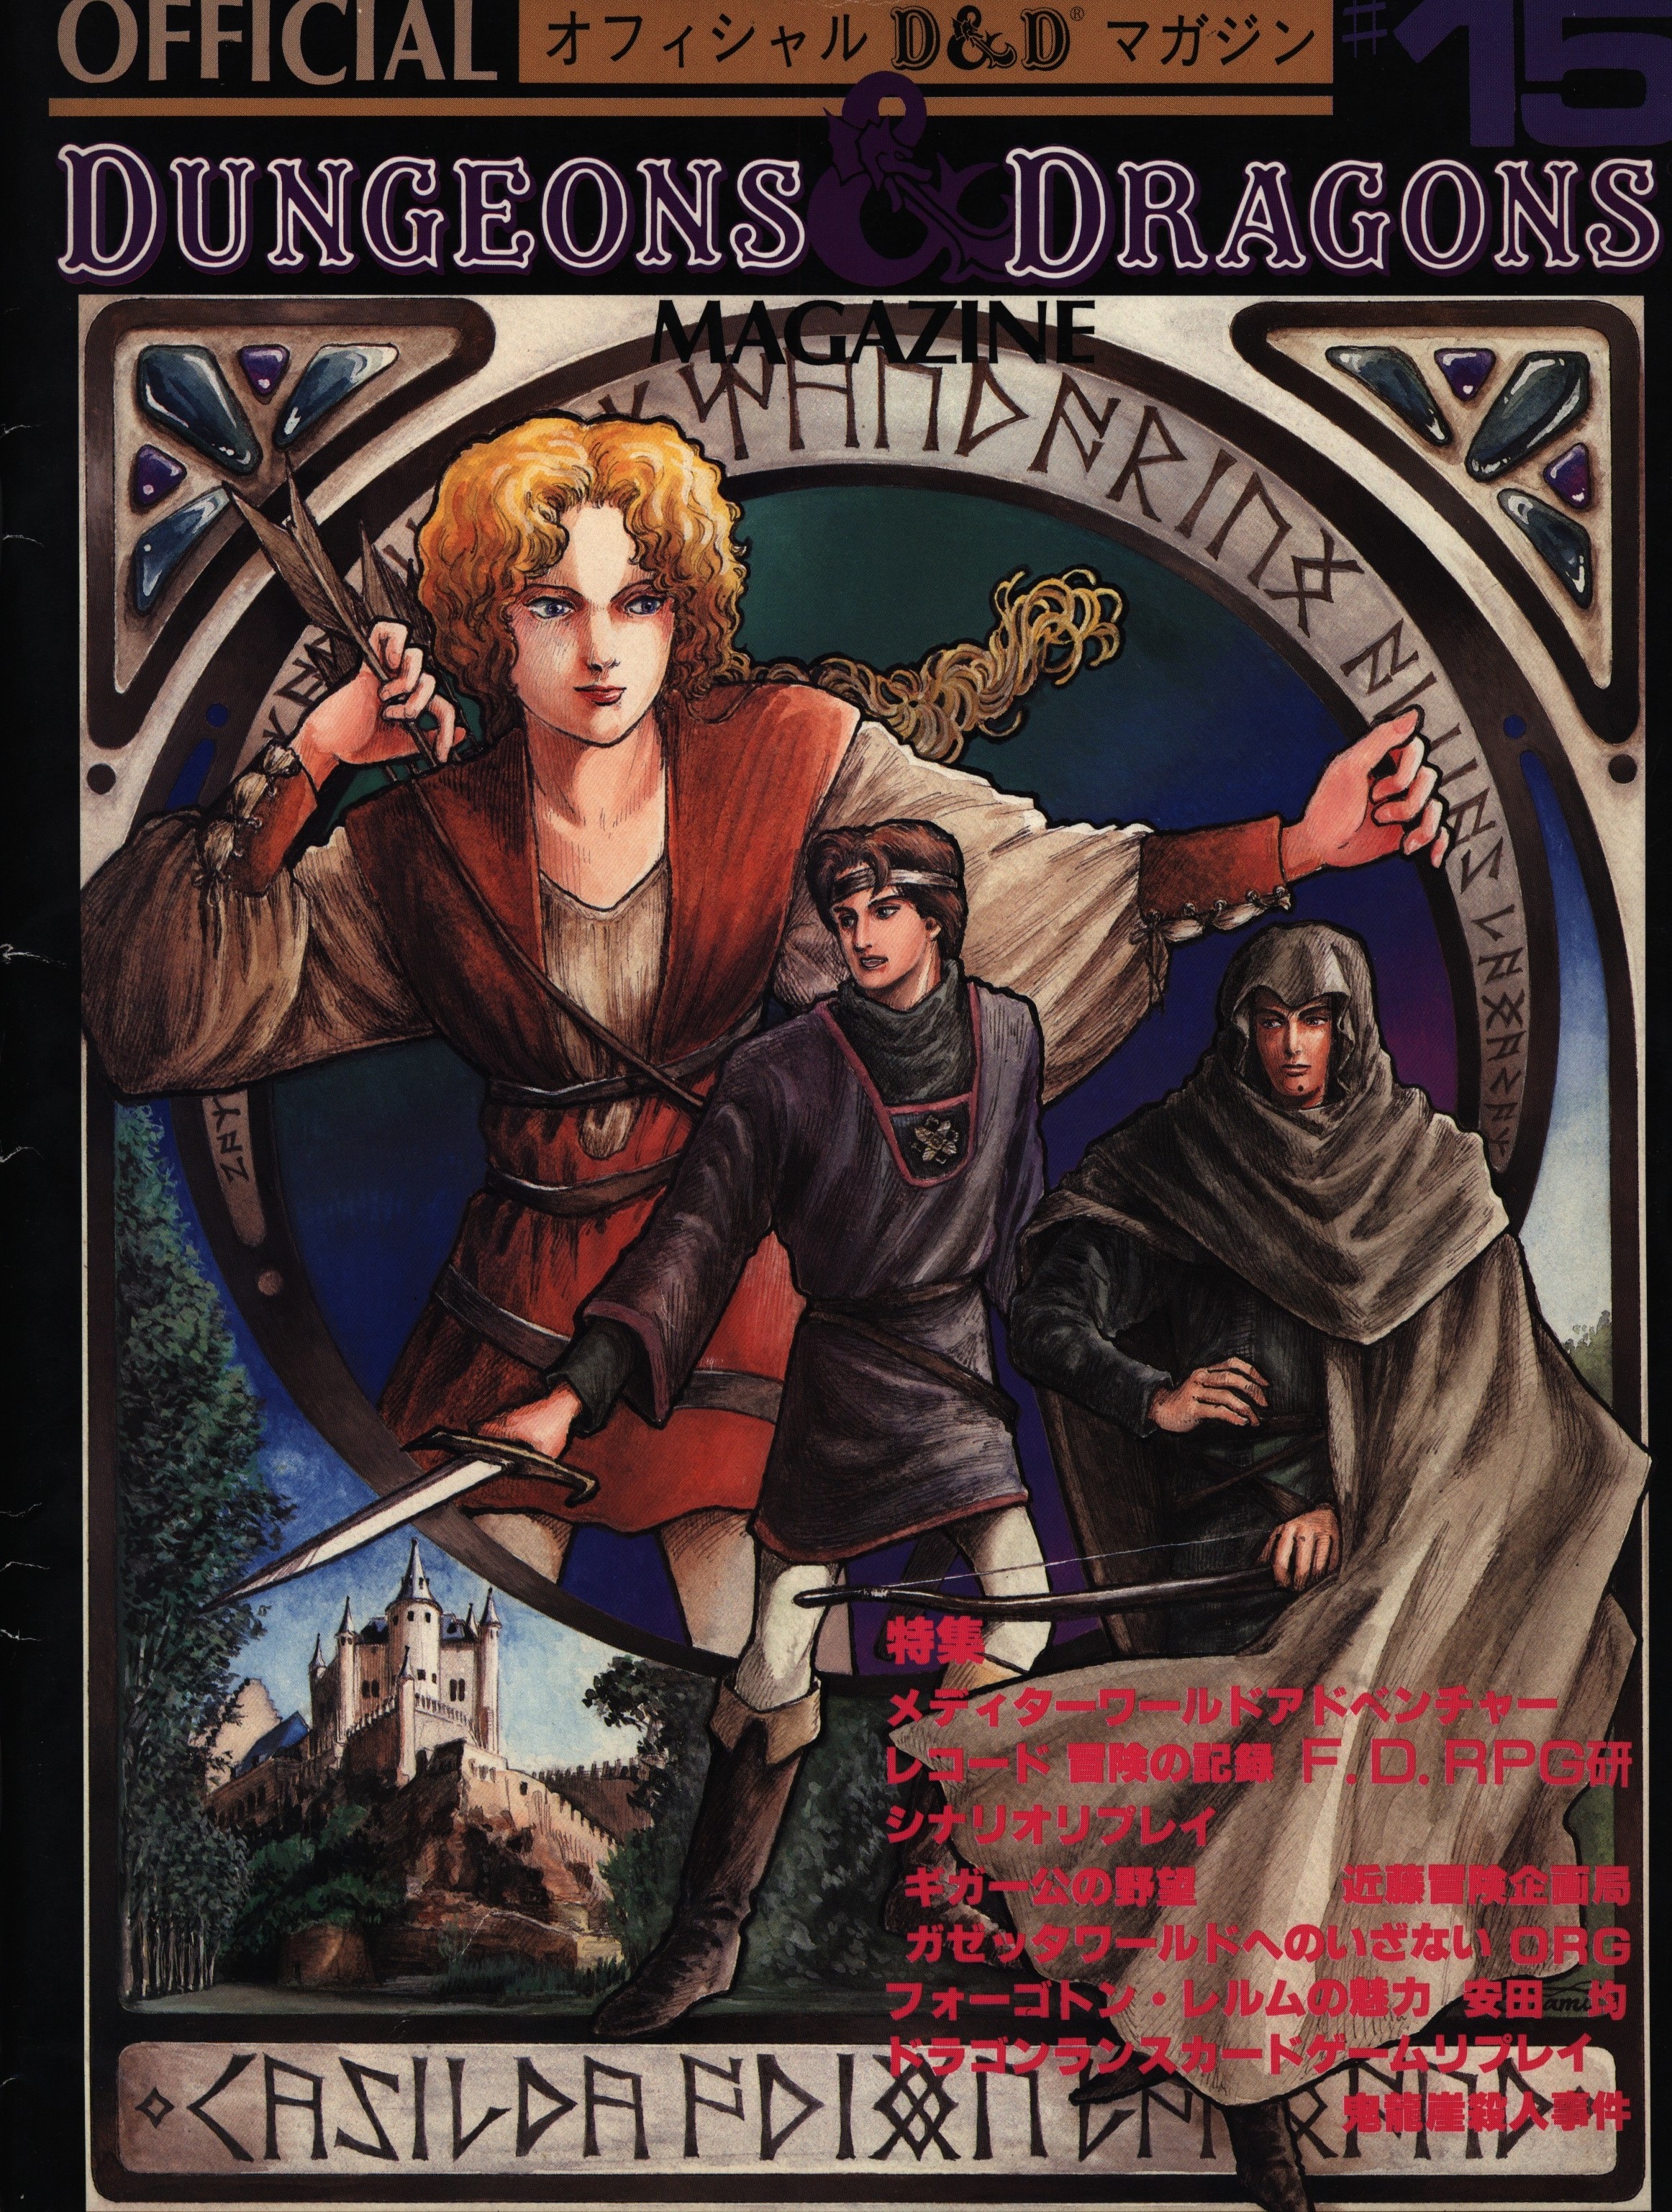 OFFICIAL
オフィシャル D&D® マガジン
#15
DUNGEONS & DRAGONS
MAGAZINE
特集
メディターワールドアドベンチャー
レコード 冒険の記録 F.D.RPG研
シナリオリプレイ
ギガー公の野望 近藤冒険企画局
ガゼッタワールドへのいざない ORG
フォーゴトン・レルムの魅力 安田 均
ドラゴンランスカードゲームリプレイ
鬼龍崖殺人事件
CASILDA